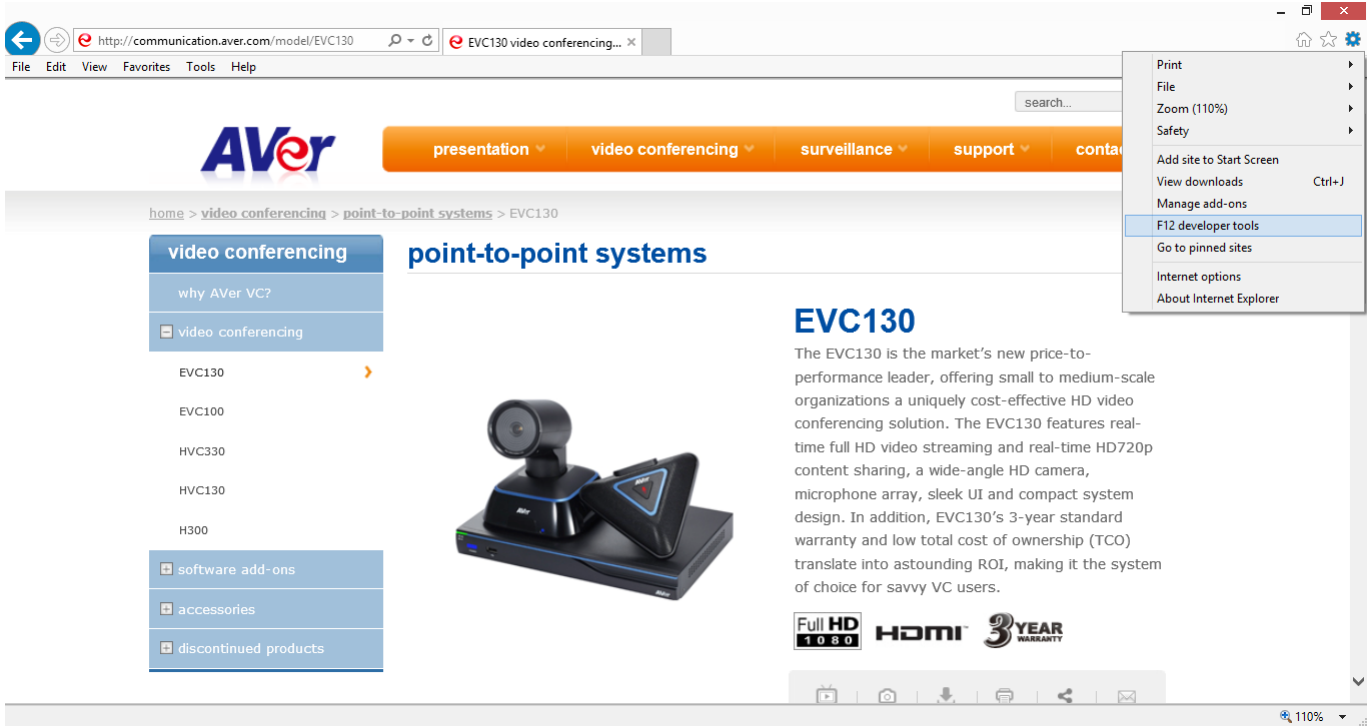 http://communication.aver.com/model/EVC130
EVC130 video conferencing...
File Edit View Favorites Tools Help
Print
File
Zoom (110%)
Safety
Add site to Start Screen
View downloads Ctrl+J
Manage add-ons
F12 developer tools
Go to pinned sites
Internet options
About Internet Explorer
search...
AVer
presentation video conferencing surveillance support contac
home > video conferencing > point-to-point systems > EVC130
video conferencing
why AVer VC?
video conferencing
EVC130
EVC100
HVC330
HVC130
H300
software add-ons
accessories
discontinued products
point-to-point systems
AVer
AVer
EVC130
The EVC130 is the market's new price-to-
performance leader, offering small to medium-scale
organizations a uniquely cost-effective HD video
conferencing solution. The EVC130 features real-
time full HD video streaming and real-time HD720p
content sharing, a wide-angle HD camera,
microphone array, sleek UI and compact system
design. In addition, EVC130's 3-year standard
warranty and low total cost of ownership (TCO)
translate into astounding ROI, making it the system
of choice for savvy VC users.
Full HD
1080
HDMI
3 YEAR
WARRANTY
110%